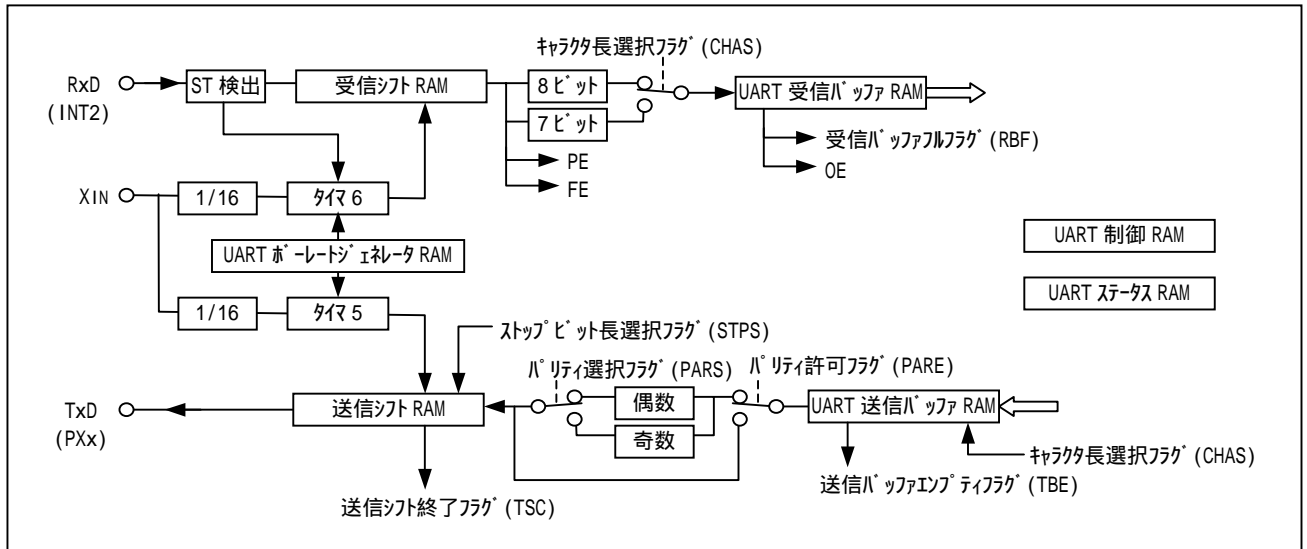 キャラクタ長選択フラグ(CHAS)
RxD
(INT2)
ST 検出
受信シフト RAM
8 ビット
7 ビット
UART 受信バッファ RAM
受信バッファフルフラグ(RBF)
OE
PE
FE
XIN
1/16
タイマ 6
UART ボーレートジェネレータ RAM
1/16
タイマ 5
UART 制御 RAM
UART ステータス RAM
ストップビット長選択フラグ(STPS)
パリティ選択フラグ(PARS)
パリティ許可フラグ(PARE)
TxD
(PXx)
送信シフト RAM
偶数
奇数
UART 送信バッファ RAM
キャラクタ長選択フラグ(CHAS)
送信バッファエンプティフラグ(TBE)
送信シフト終了フラグ(TSC)